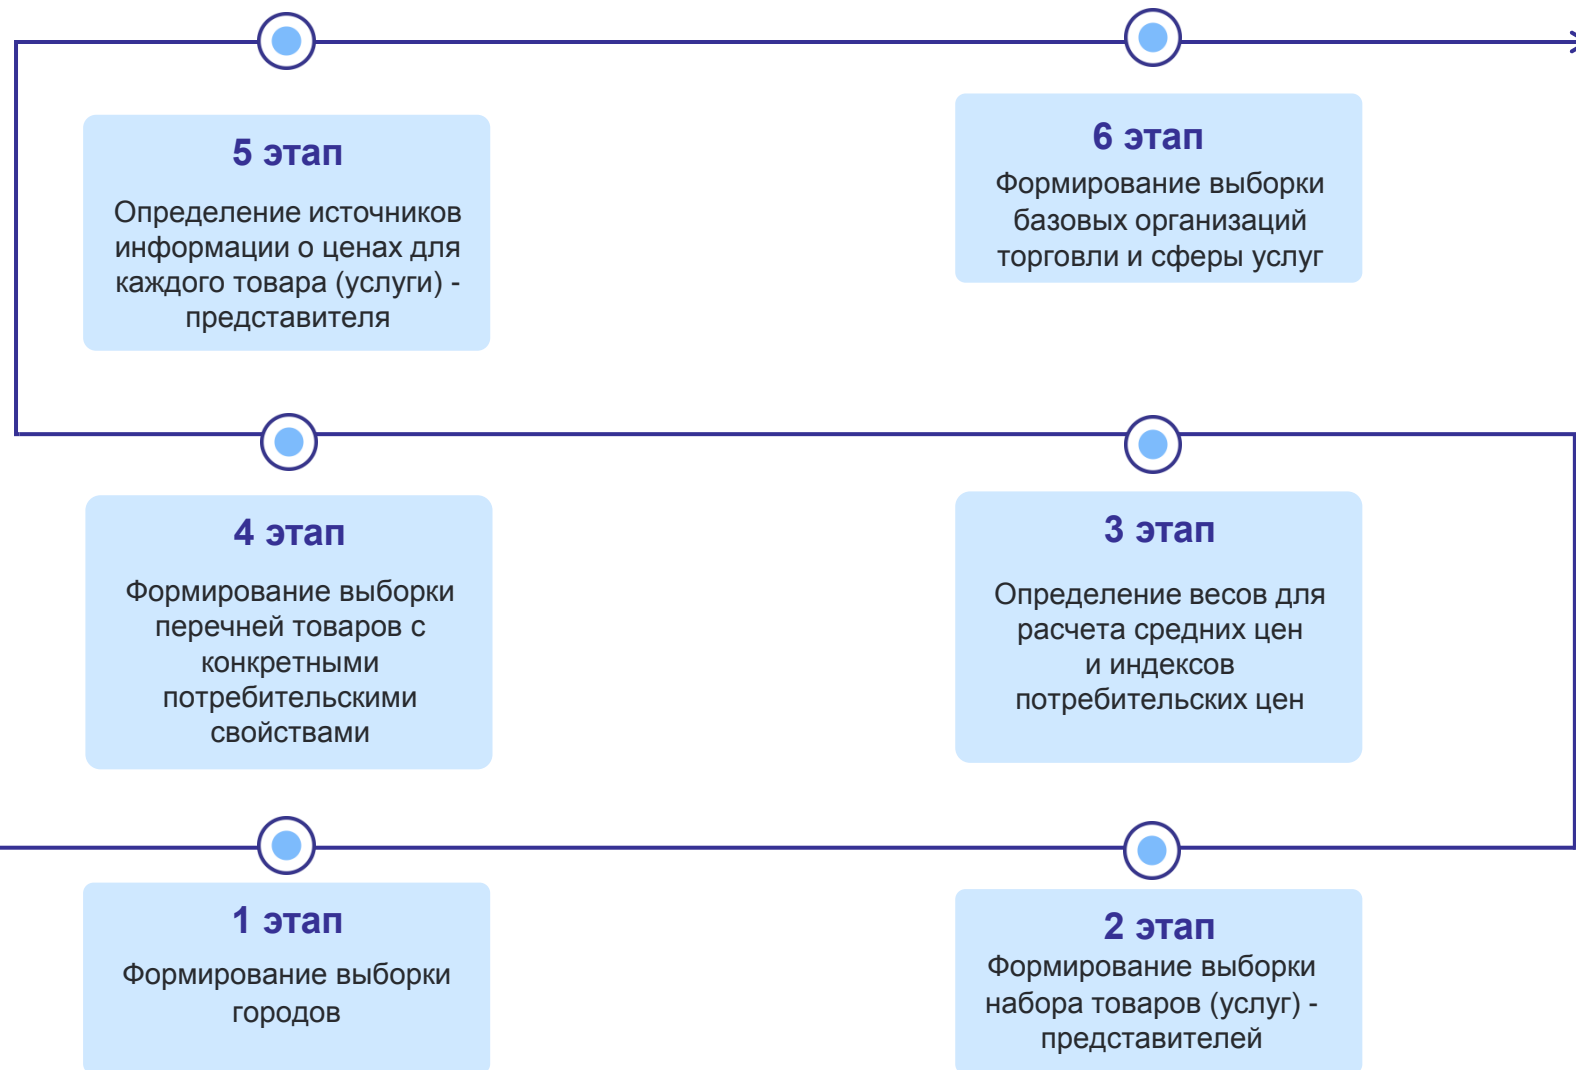 5 этап
Определение источников
информации о ценах для
каждого товара (услуги) -
представителя
6 этап
Формирование выборки
базовых организаций
торговли и сферы услуг
4 этап
Формирование выборки
перечней товаров с
конкретными
потребительскими
свойствами
3 этап
Определение весов для
расчета средних цен
и индексов
потребительских цен
1 этап
Формирование выборки
городов
2 этап
Формирование выборки
набора товаров (услуг) -
представителей